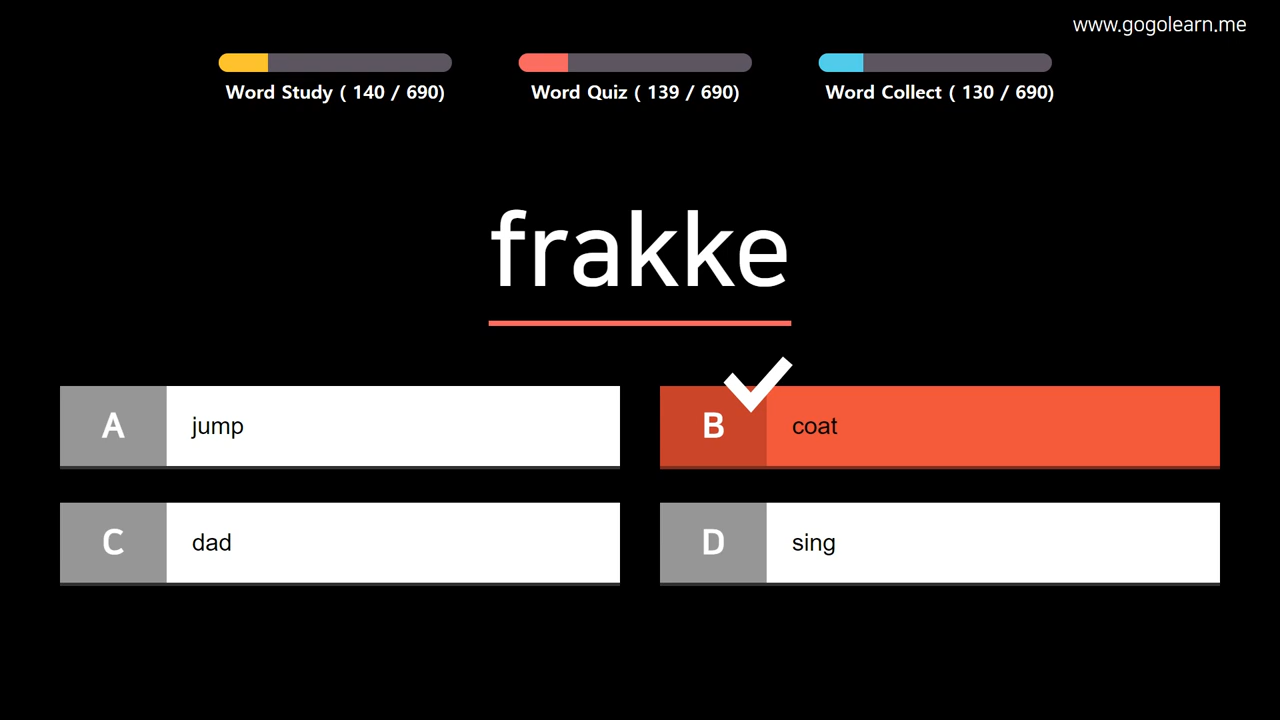 www.gogolearn.me
Word Study ( 140 / 690)
Word Quiz ( 139 / 690)
Word Collect ( 130 / 690)
frakke
A jump
B coat
C dad
D sing